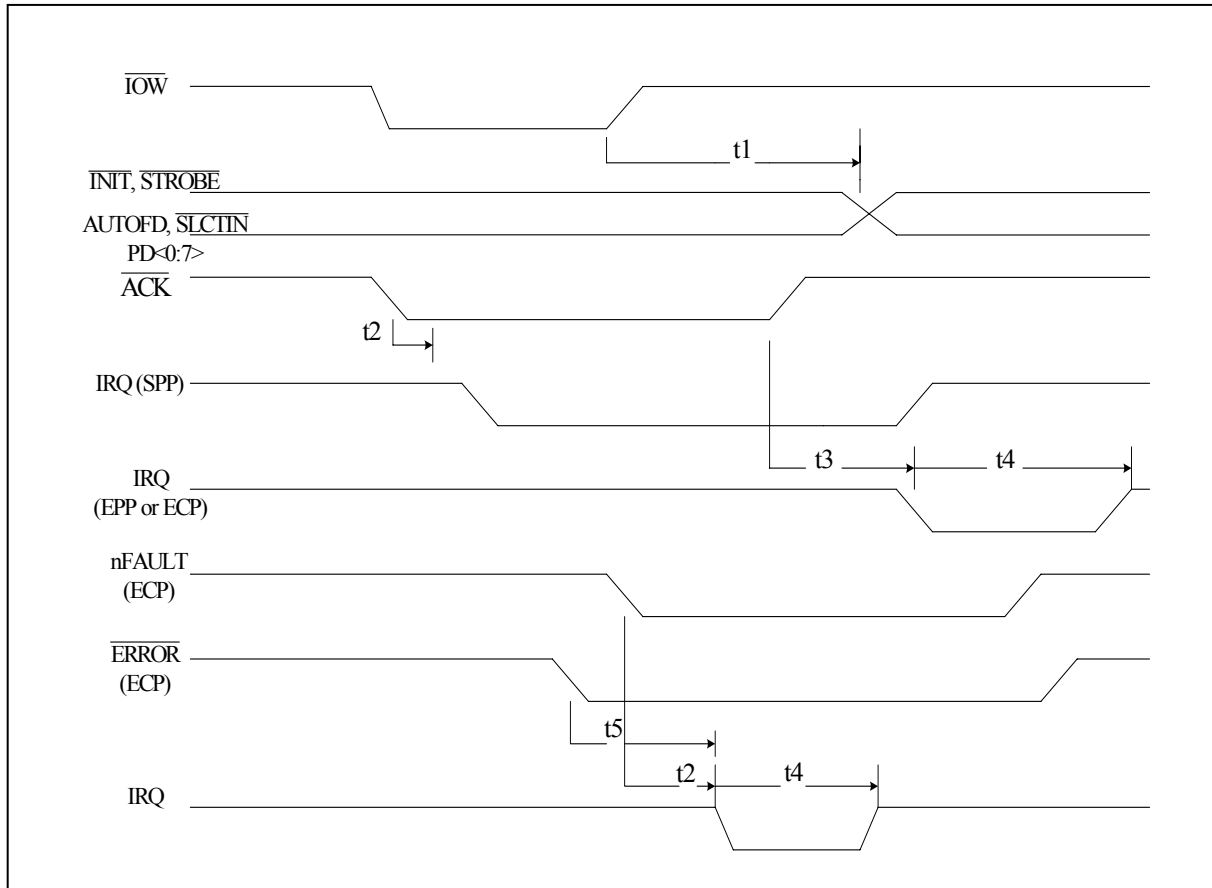 IOW
t1
INIT, STROBE
AUTOFD, SLCTIN
PD<0:7>
ACK
t2
IRQ (SPP)
t3
t4
IRQ
(EPP or ECP)
nFAULT
(ECP)
ERROR
(ECP)
t5
t2
t4
IRQ